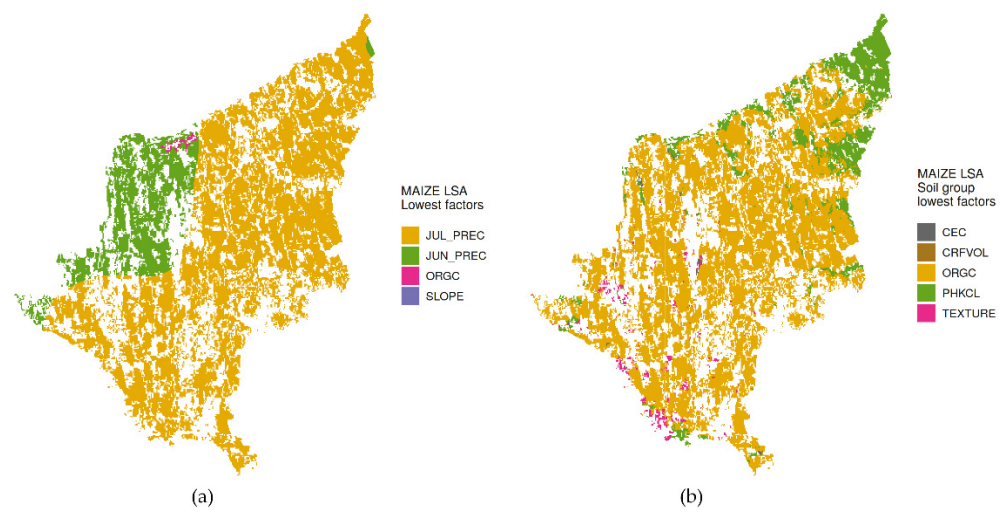 MAIZE LSA
Lowest factors
JUL_PREC
JUN_PREC
ORGC
SLOPE
(a)
MAIZE LSA
Soil group
lowest factors
CEC
CRFVOL
ORGC
PHKCL
TEXTURE
(b)